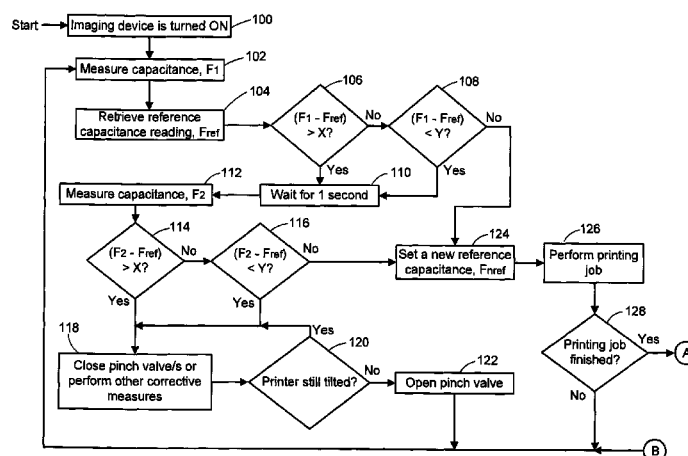 Start
Imaging device is turned ON
100
102
Measure capacitance, F1
104
Retrieve reference
capacitance reading, Fref
106
(F1 - Fref)
> X?
No
Yes
108
(F1 - Fref)
< Y?
No
Yes
110
Wait for 1 second
112
Measure capacitance, F2
114
(F2 - Fref)
> X?
No
Yes
116
(F2 - Fref)
< Y?
No
Yes
124
Set a new reference
capacitance, Fnref
126
Perform printing
job
128
Printing job
finished?
Yes
A
No
118
Close pinch valve/s or
perform other corrective
measures
120
Yes
Printer still tilted?
No
122
Open pinch valve
B